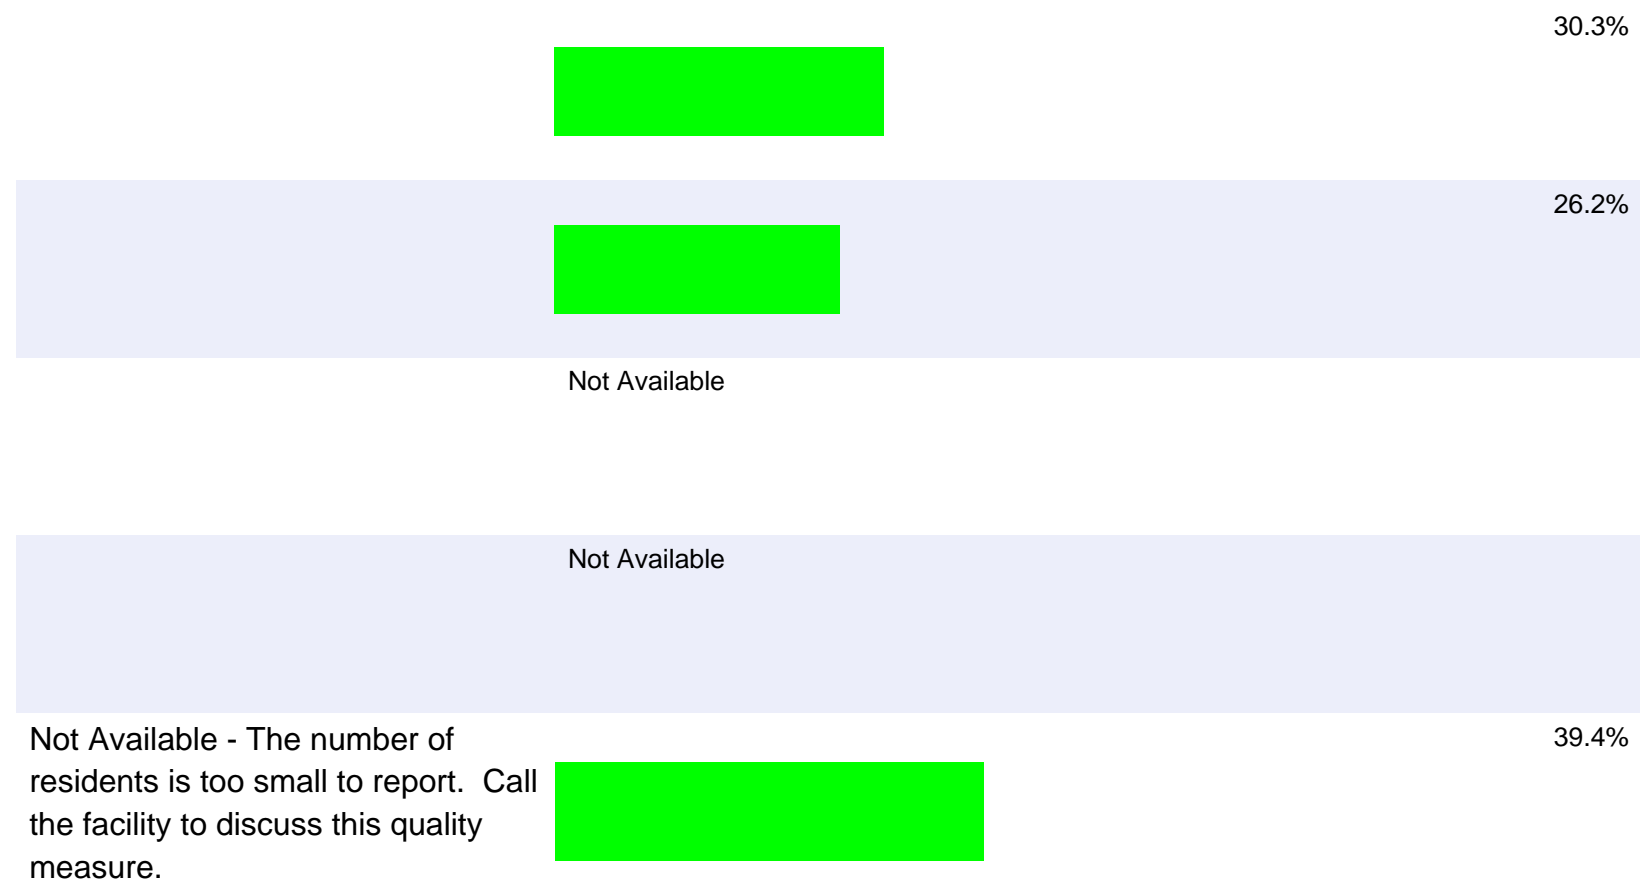 30.3%
26.2%
Not Available
Not Available
Not Available - The number of
residents is too small to report.  Call
the facility to discuss this quality
measure.
39.4%